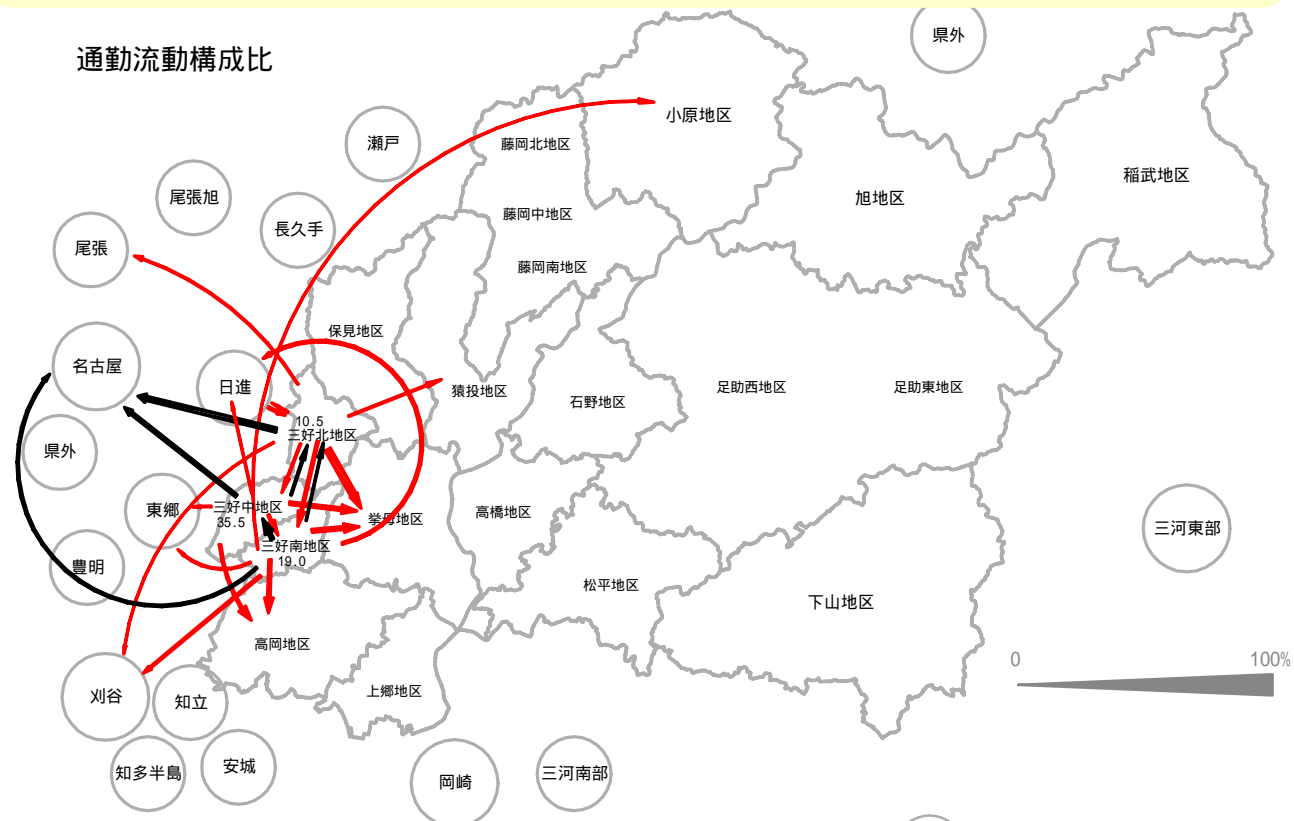 通勤流動構成比
県外
小原地区
瀬戸
藤岡北地区
稲武地区
尾張旭
旭地区
長久手
藤岡中地区
尾張
藤岡南地区
保見地区
名古屋
日進
猿投地区
石野地区
足助西地区
足助東地区
10.5
三好北地区
県外
東郷
三好中地区
35.5
挙母地区
高橋地区
三河東部
三好南地区
19.0
豊明
松平地区
下山地区
高岡地区
0
100%
上郷地区
刈谷
知立
知多半島
安城
岡崎
三河南部